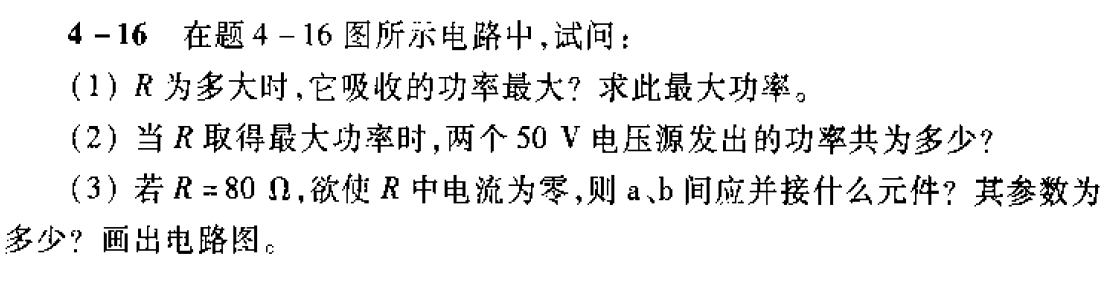 4－16 在题4－16图所示电路中,试问:
(1) R为多大时,它吸收的功率最大? 求此最大功率。
(2) 当R取得最大功率时,两个50 V电压源发出的功率共为多少?
(3) 若R=80 Ω,欲使R中电流为零,则a、b间应并接什么元件? 其参数为
多少? 画出电路图。